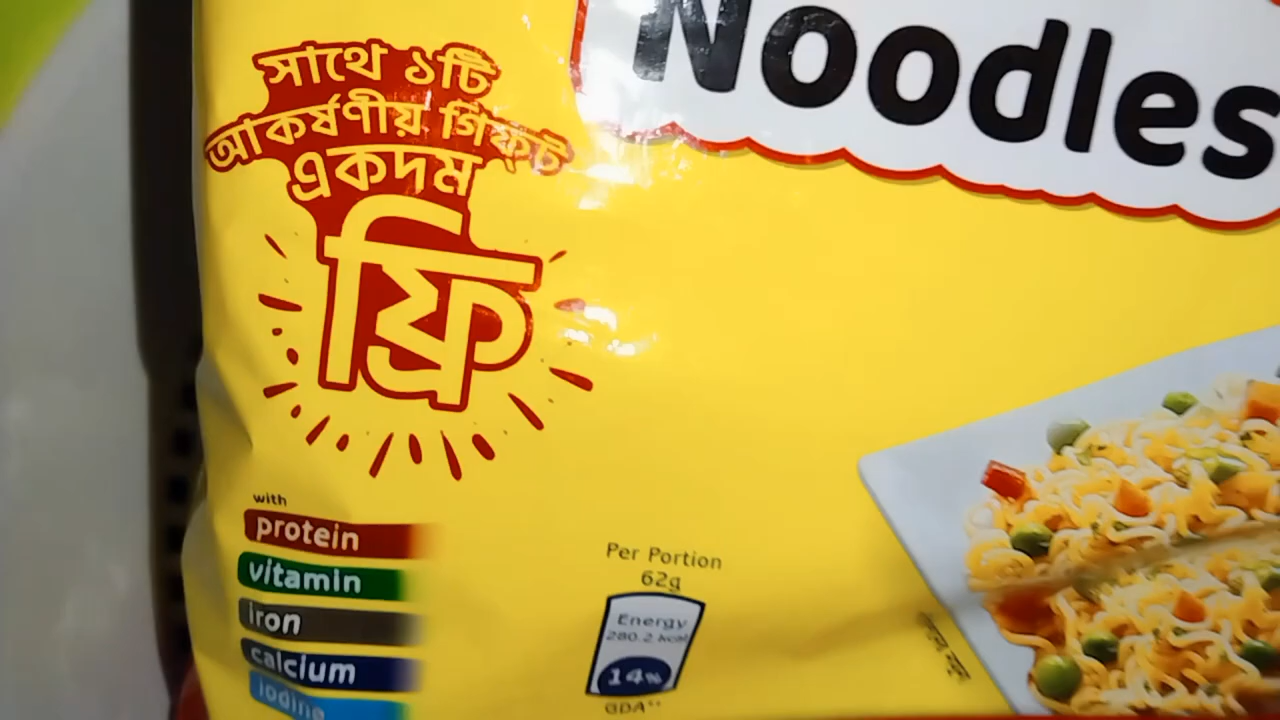 Noodles
সাথে ১টি
আকর্ষণীয় গিফ্ট
একদম
ফ্রি
with
protein
vitamin
iron
calcium
iodine
Per Portion
62g
Energy
280.2 kcal
14%
GDA**